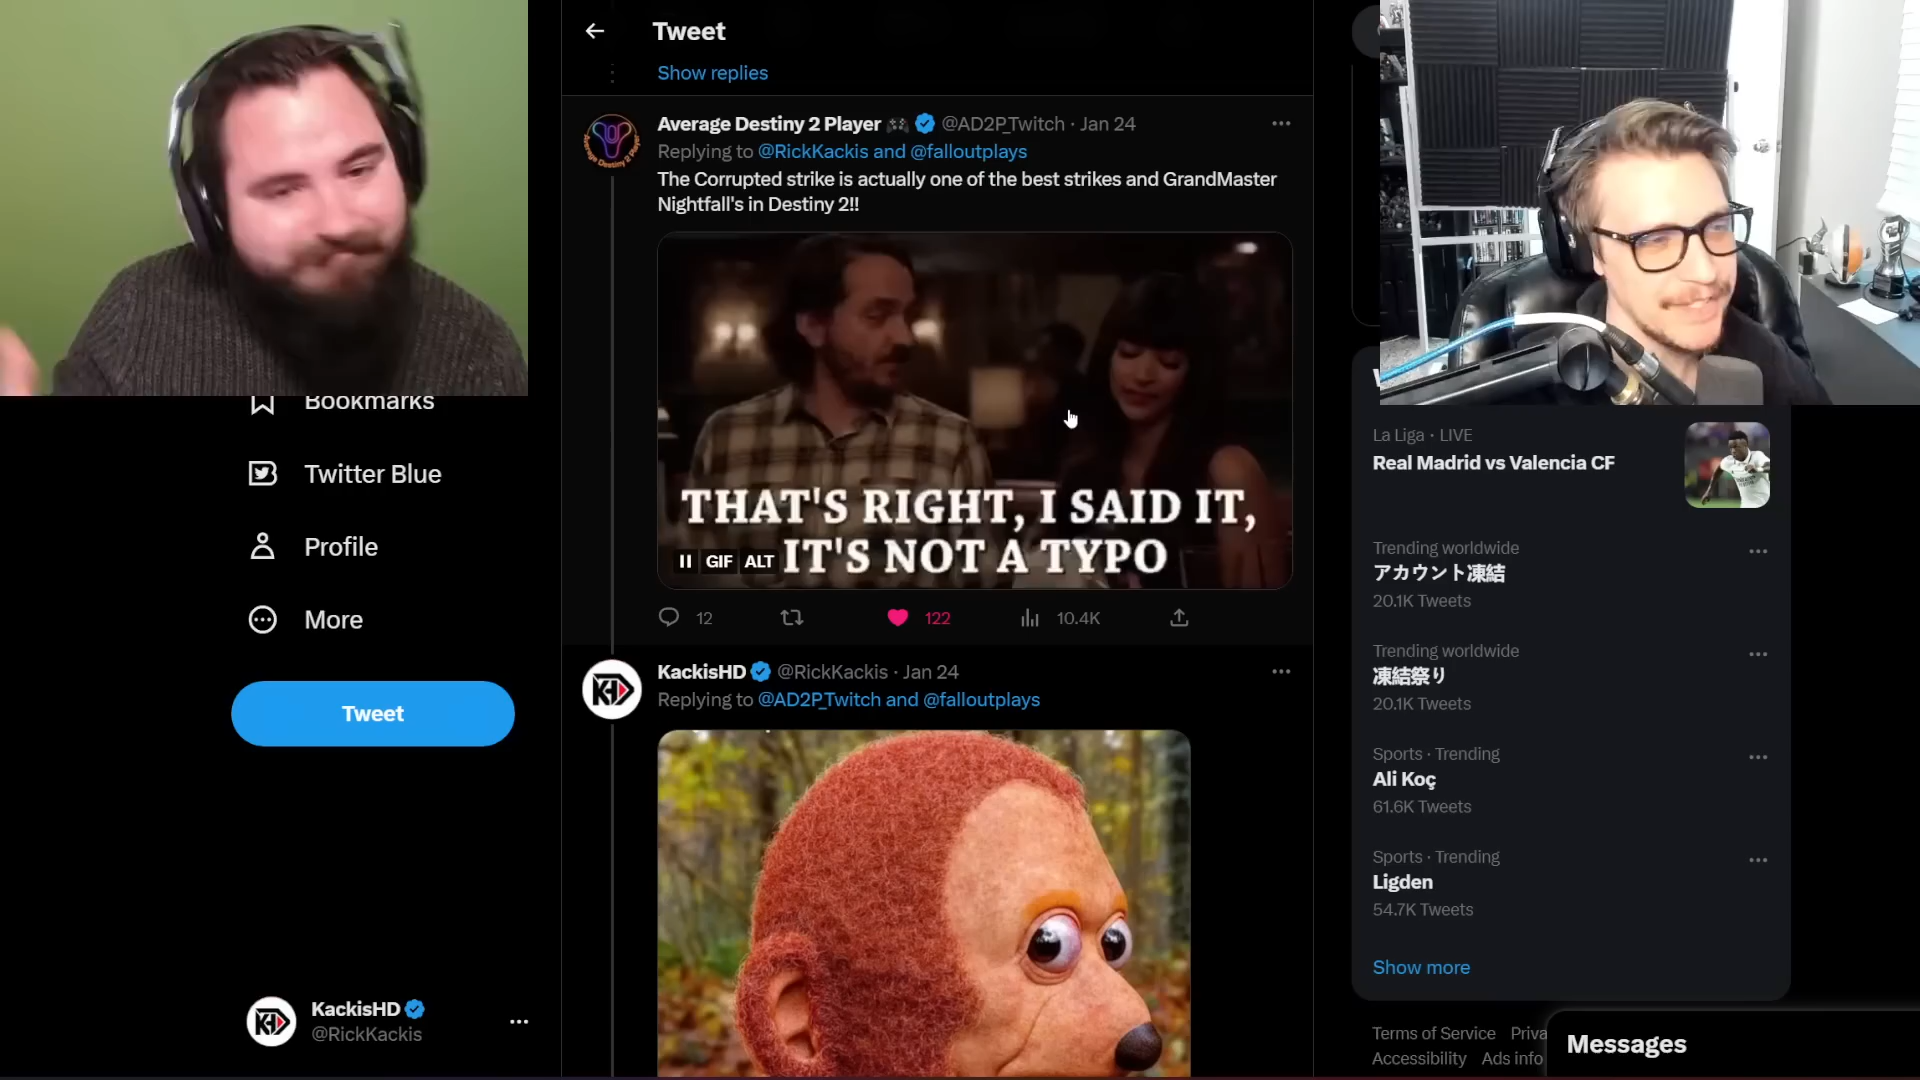 Tweet
Show replies
Average Destiny 2 Player 🎮 @AD2P_Twitch · Jan 24
Replying to @RickKackis and @falloutplays
The Corrupted strike is actually one of the best strikes and GrandMaster
Nightfall's in Destiny 2!!
THAT'S RIGHT, I SAID IT,
IT'S NOT A TYPO
GIF ALT
12
122
10.4K
KackisHD @RickKackis · Jan 24
Replying to @AD2P_Twitch and @falloutplays
Bookmarks
Twitter Blue
Profile
More
Tweet
KackisHD
@RickKackis
La Liga · LIVE
Real Madrid vs Valencia CF
Trending worldwide
アカウント凍結
20.1K Tweets
Trending worldwide
凍結祭り
20.1K Tweets
Sports · Trending
Ali Koç
61.6K Tweets
Sports · Trending
Ligden
54.7K Tweets
Show more
Terms of Service Priva
Accessibility Ads info
Messages